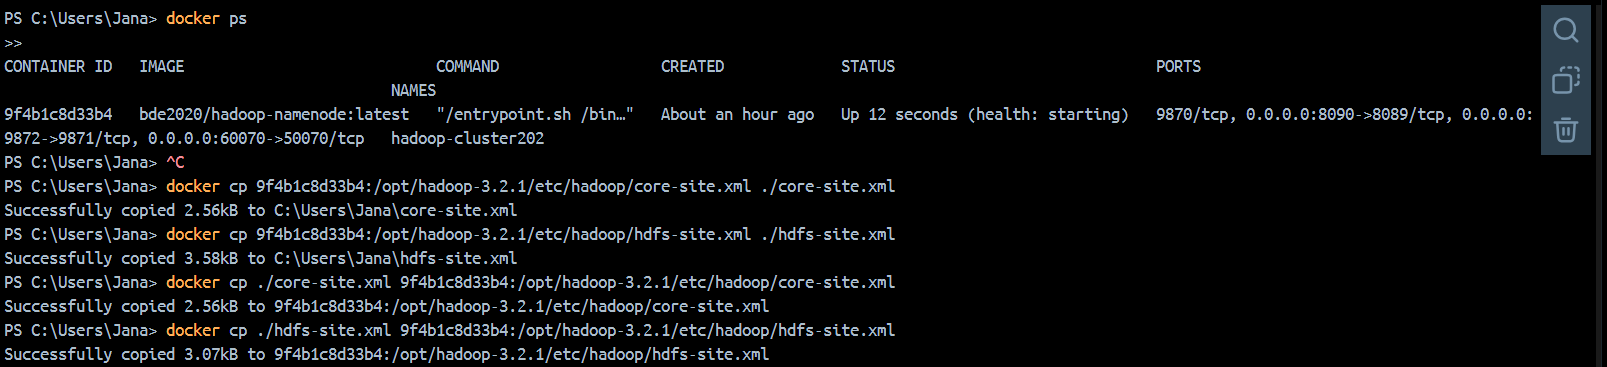 PS C:\Users\Jana> docker ps
>>
CONTAINER ID   IMAGE                            COMMAND                  CREATED             STATUS                             PORTS
                                           NAMES
9f4b1c8d33b4   bde2020/hadoop-namenode:latest   "/entrypoint.sh /bin…"   About an hour ago   Up 12 seconds (health: starting)   9870/tcp, 0.0.0.0:8090->8089/tcp, 0.0.0.0:
9872->9871/tcp, 0.0.0.0:60070->50070/tcp   hadoop-cluster202
PS C:\Users\Jana> ^C
PS C:\Users\Jana> docker cp 9f4b1c8d33b4:/opt/hadoop-3.2.1/etc/hadoop/core-site.xml ./core-site.xml
Successfully copied 2.56kB to C:\Users\Jana\core-site.xml
PS C:\Users\Jana> docker cp 9f4b1c8d33b4:/opt/hadoop-3.2.1/etc/hadoop/hdfs-site.xml ./hdfs-site.xml
Successfully copied 3.58kB to C:\Users\Jana\hdfs-site.xml
PS C:\Users\Jana> docker cp ./core-site.xml 9f4b1c8d33b4:/opt/hadoop-3.2.1/etc/hadoop/core-site.xml
Successfully copied 2.56kB to 9f4b1c8d33b4:/opt/hadoop-3.2.1/etc/hadoop/core-site.xml
PS C:\Users\Jana> docker cp ./hdfs-site.xml 9f4b1c8d33b4:/opt/hadoop-3.2.1/etc/hadoop/hdfs-site.xml
Successfully copied 3.07kB to 9f4b1c8d33b4:/opt/hadoop-3.2.1/etc/hadoop/hdfs-site.xml